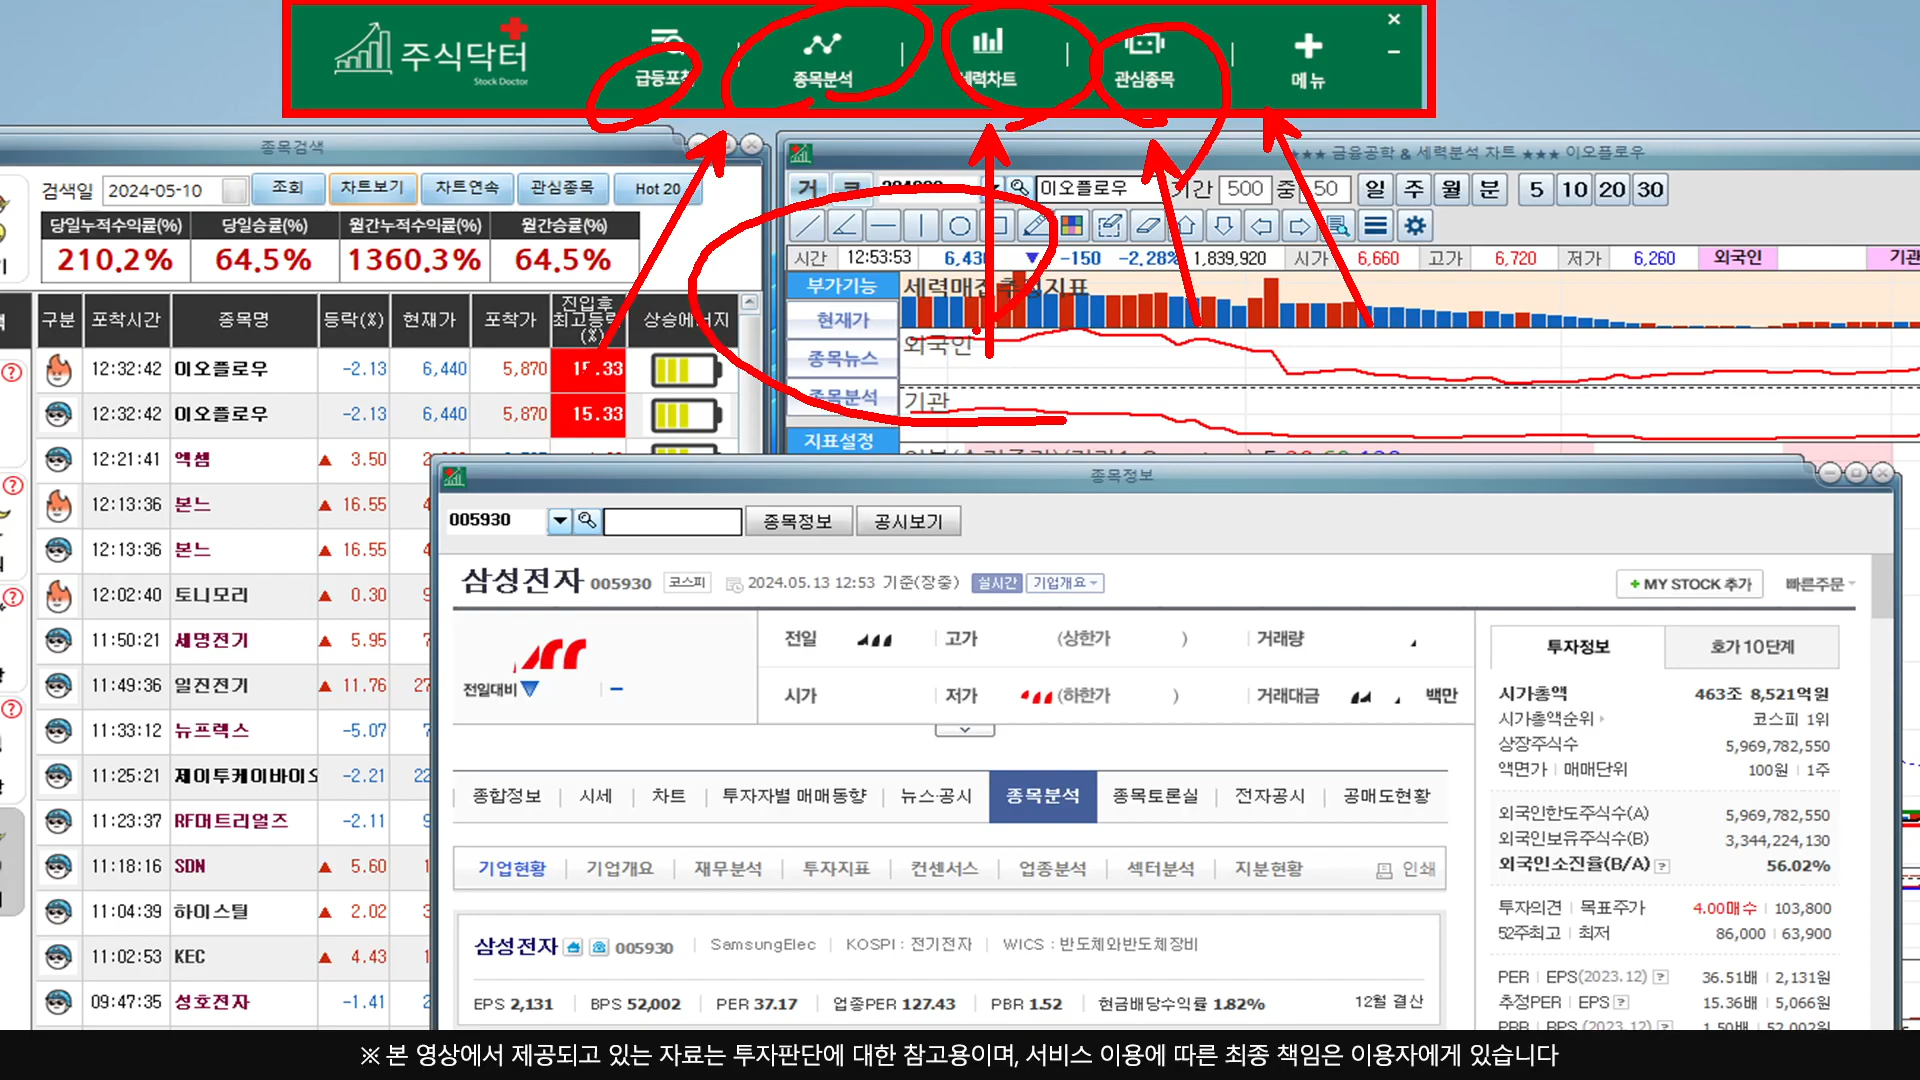 주식닥터
Stock Doctor
급등포착
종목분석
세력차트
관심종목
메뉴
종목검색
검색일 2024-05-10 조회 차트보기 차트연속 관심종목 Hot 20
당일누적수익률(%) 당일승률(%) 월간누적수익률(%) 월간승률(%)
210.2% 64.5% 1360.3% 64.5%
구분 포착시간 종목명 등락(%) 현재가 포착가 진입후 최고등락 (%) 상승에너지
12:32:42 이오플로우 -2.13 6,440 5,870 15.33
12:32:42 이오플로우 -2.13 6,440 5,870 15.33
12:21:41 엑셈 ▲ 3.50
12:13:36 본느 ▲ 16.55
12:13:36 본느 ▲ 16.55
12:02:40 토니모리 ▲ 0.30
11:50:21 세명전기 ▲ 5.95
11:49:36 일진전기 ▲ 11.76
11:33:12 뉴프렉스 -5.07
11:25:21 제이투케이바이오 -2.21
11:23:37 RF머트리얼즈 -2.11
11:18:16 SDN ▲ 5.60
11:04:39 하이스틸 ▲ 2.02
11:02:53 KEC ▲ 4.43
09:47:35 성호전자 -1.41
★★★ 금융공학 & 세력분석 차트 ★★★ 이오플로우
이오플로우 기간 500 중 50 일 주 월 분 5 10 20 30
시간 12:53:53 6,430 ▼ -150 -2.28% 1,839,920 시가 6,660 고가 6,720 저가 6,260 외국인 기관
부가기능
현재가
종목뉴스
종목분석
지표설정
세력매집추정지표
외국인
기관
종목정보
005930 종목정보 공시보기
삼성전자 005930 코스피 2024.05.13 12:53 기준(장중) 실시간 기업개요
+ MY STOCK 추가 빠른주문
전일대비 ▼
전일 고가 (상한가 ) 거래량
시가 저가 (하한가 ) 거래대금 백만
종합정보 시세 차트 투자자별 매매동향 뉴스·공시 종목분석 종목토론실 전자공시 공매도현황
기업현황 기업개요 재무분석 투자지표 컨센서스 업종분석 섹터분석 지분현황 인쇄
삼성전자 005930 SamsungElec KOSPI : 전기전자 WICS : 반도체와반도체장비
EPS 2,131 BPS 52,002 PER 37.17 업종PER 127.43 PBR 1.52 현금배당수익률 1.82% 12월 결산
투자정보 호가 10단계
시가총액 463조 8,521억원
시가총액순위 코스피 1위
상장주식수 5,969,782,550
액면가 | 매매단위 100원 | 1주
외국인한도주식수(A) 5,969,782,550
외국인보유주식수(B) 3,344,224,130
외국인소진율(B/A) ? 56.02%
투자의견 | 목표주가 4.00매수 | 103,800
52주최고 | 최저 86,000 | 63,900
PER | EPS(2023.12) ? 36.51배 | 2,131원
추정PER | EPS ? 15.36배 | 5,066원
PBR | BPS (2023.12) ? 1.50배 | 52,002원
※ 본 영상에서 제공되고 있는 자료는 투자판단에 대한 참고용이며, 서비스 이용에 따른 최종 책임은 이용자에게 있습니다